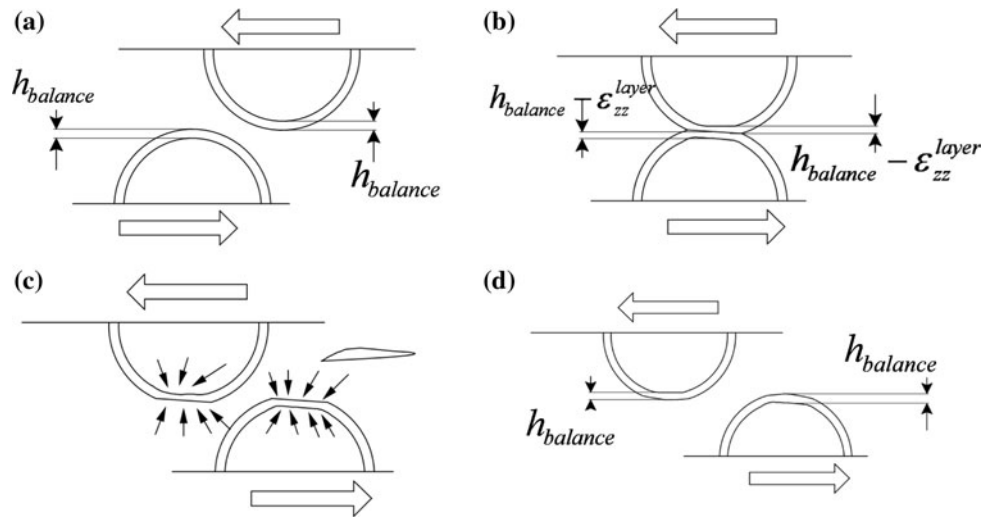 (a)
h_balance
h_balance
(b)
h_balance − ε_zz^layer
h_balance − ε_zz^layer
(c)
(d)
h_balance
h_balance